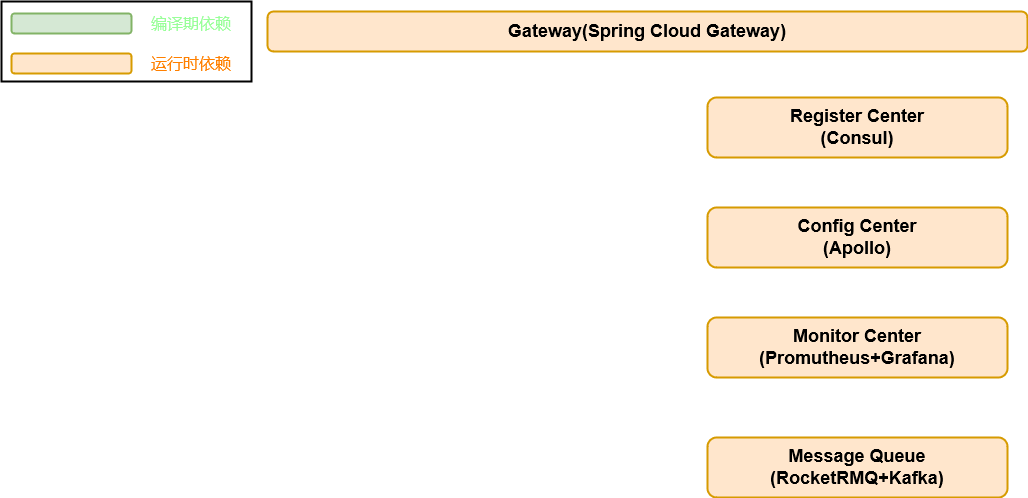 编译期依赖
运行时依赖
Gateway(Spring Cloud Gateway)
Register Center
(Consul)
Config Center
(Apollo)
Monitor Center
(Promutheus+Grafana)
Message Queue
(RocketRMQ+Kafka)